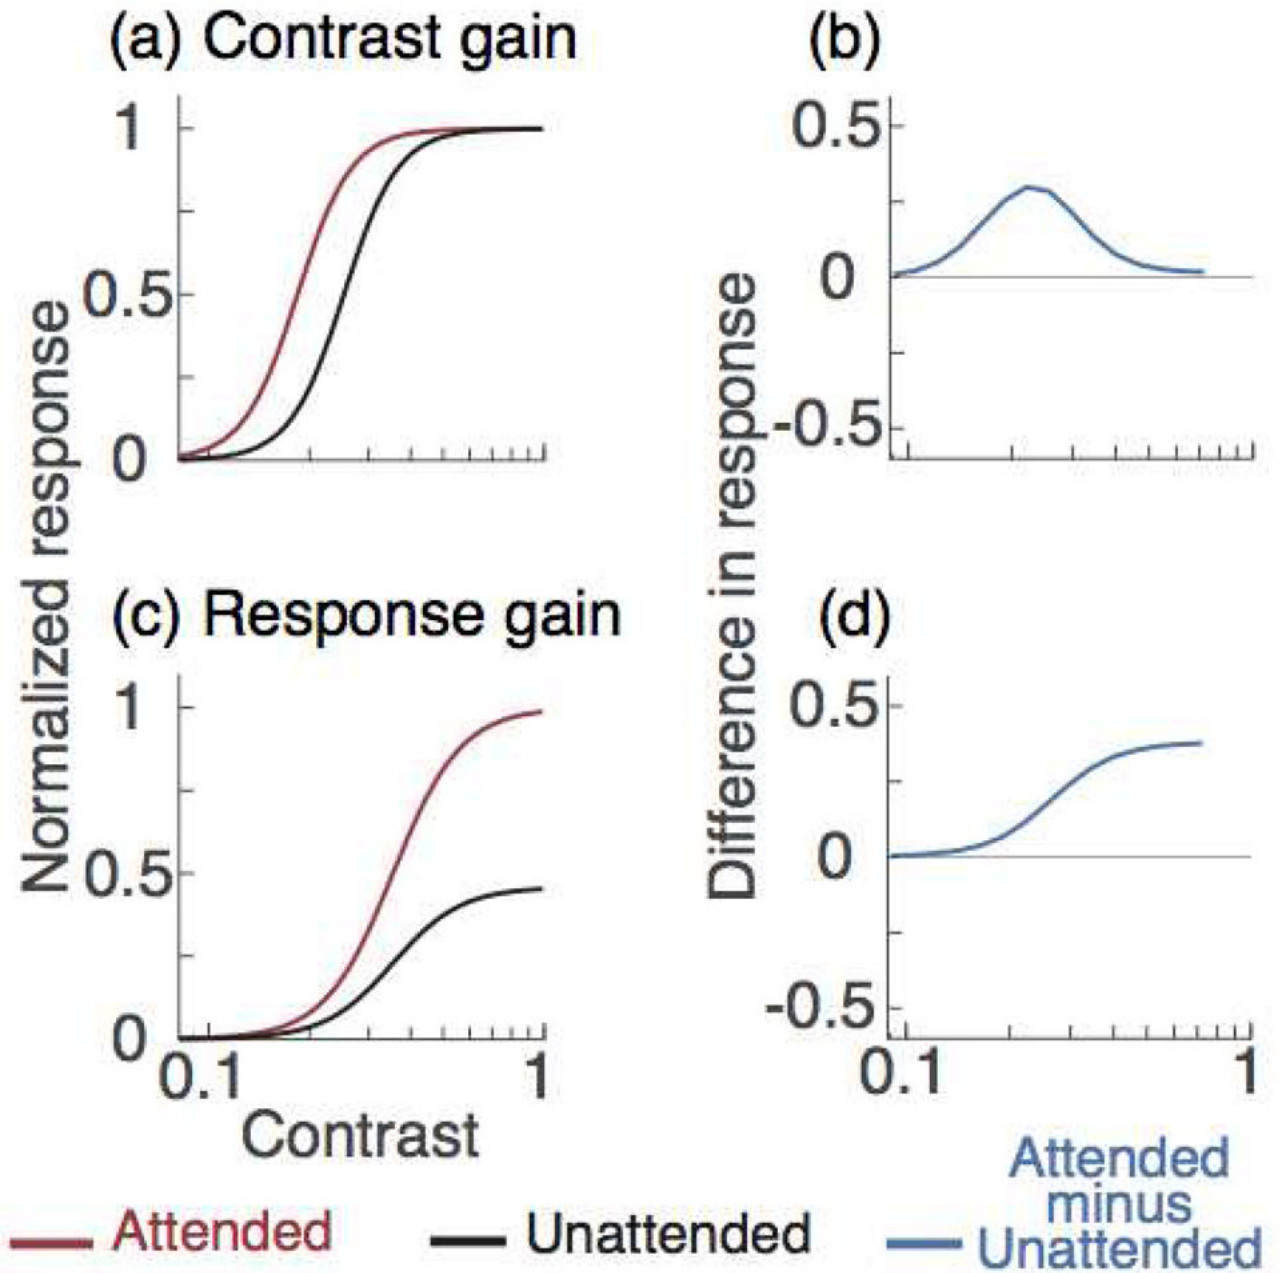 (a) Contrast gain
(b)
1
0.5
0
0.5
0
-0.5
Normalized response
Difference in response
(c) Response gain
(d)
1
0.5
0
0.1
1
Contrast
0.5
0
-0.5
0.1
1
Attended
Unattended
Attended
minus
Unattended